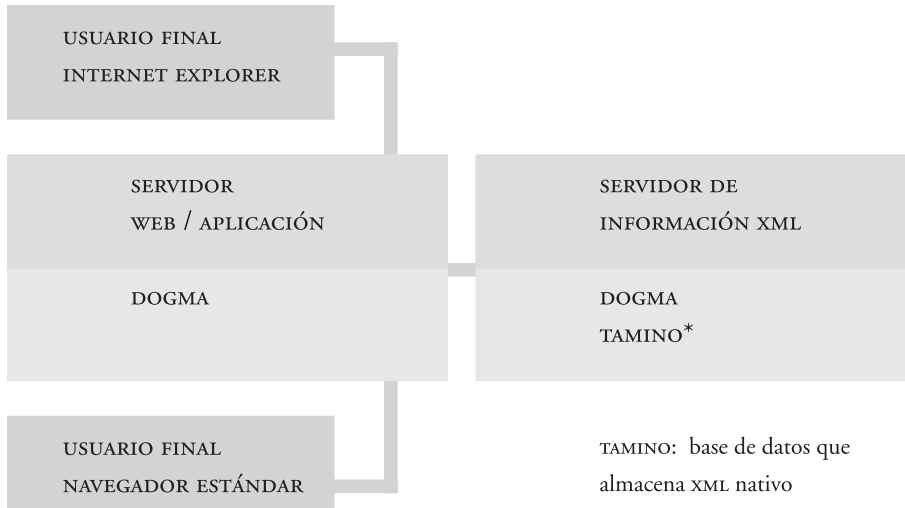 USUARIO FINAL
INTERNET EXPLORER
SERVIDOR
WEB / APLICACIÓN
DOGMA
SERVIDOR DE
INFORMACIÓN XML
DOGMA
TAMINO*
USUARIO FINAL
NAVEGADOR ESTÁNDAR
TAMINO: base de datos que
almacena XML nativo